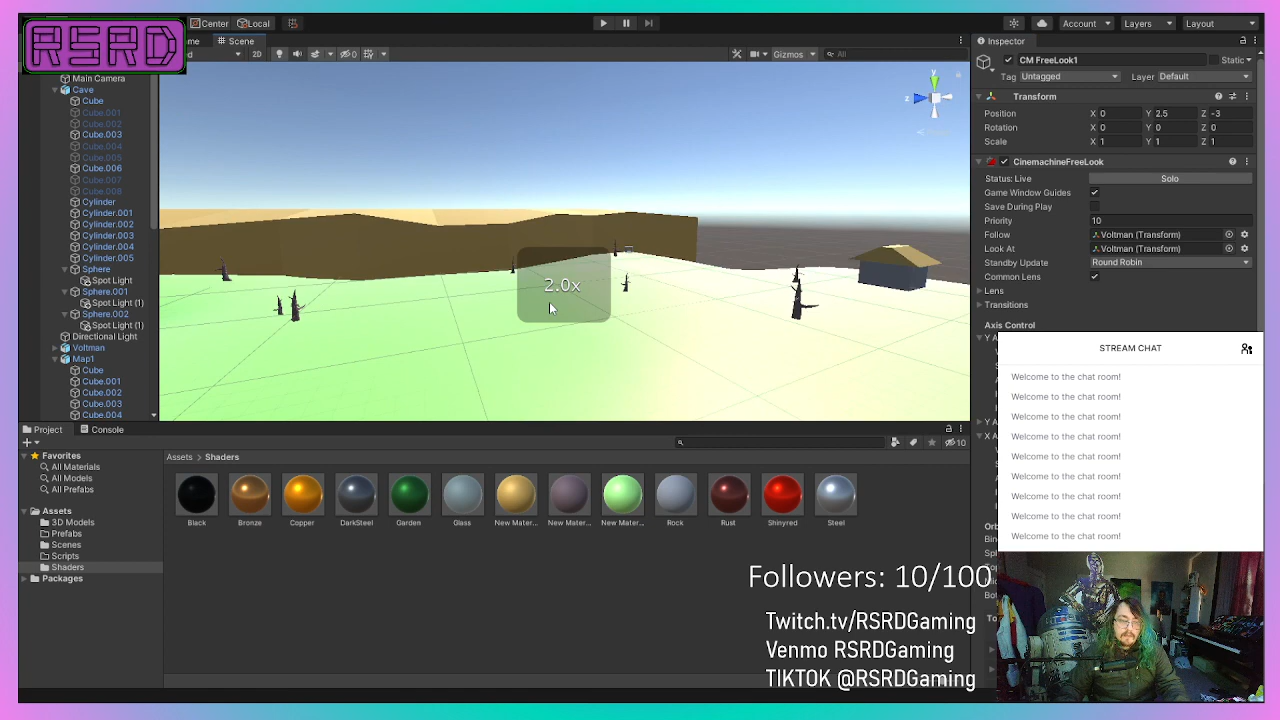 RSRD
Center
Local
Account
Layers
Layout
Scene
2D
0
Gizmos
All
Main Camera
Cave
Cube
Cube.001
Cube.002
Cube.003
Cube.004
Cube.005
Cube.006
Cube.007
Cube.008
Cylinder
Cylinder.001
Cylinder.002
Cylinder.003
Cylinder.004
Cylinder.005
Sphere
Spot Light
Sphere.001
Spot Light (1)
Sphere.002
Spot Light (1)
Directional Light
Voltman
Map1
Cube
Cube.001
Cube.002
Cube.003
Cube.004
y
z
2.0x
Inspector
CM FreeLook1
Static
Tag Untagged
Layer Default
Transform
Position X 0 Y 2.5 Z -3
Rotation X 0 Y 0 Z 0
Scale X 1 Y 1 Z 1
CinemachineFreeLook
Status: Live Solo
Game Window Guides
Save During Play
Priority 10
Follow Voltman (Transform)
Look At Voltman (Transform)
Standby Update Round Robin
Common Lens
Lens
Transitions
Axis Control
STREAM CHAT
Welcome to the chat room!
Welcome to the chat room!
Welcome to the chat room!
Welcome to the chat room!
Welcome to the chat room!
Welcome to the chat room!
Welcome to the chat room!
Welcome to the chat room!
Welcome to the chat room!
Project
Console
10
Favorites
All Materials
All Models
All Prefabs
Assets
3D Models
Prefabs
Scenes
Scripts
Shaders
Packages
Assets > Shaders
Black
Bronze
Copper
DarkSteel
Garden
Glass
New Mater...
New Mater...
New Mater...
Rock
Rust
Shinyred
Steel
Followers: 10/100
Twitch.tv/RSRDGaming
Venmo RSRDGaming
TIKTOK @RSRDGaming